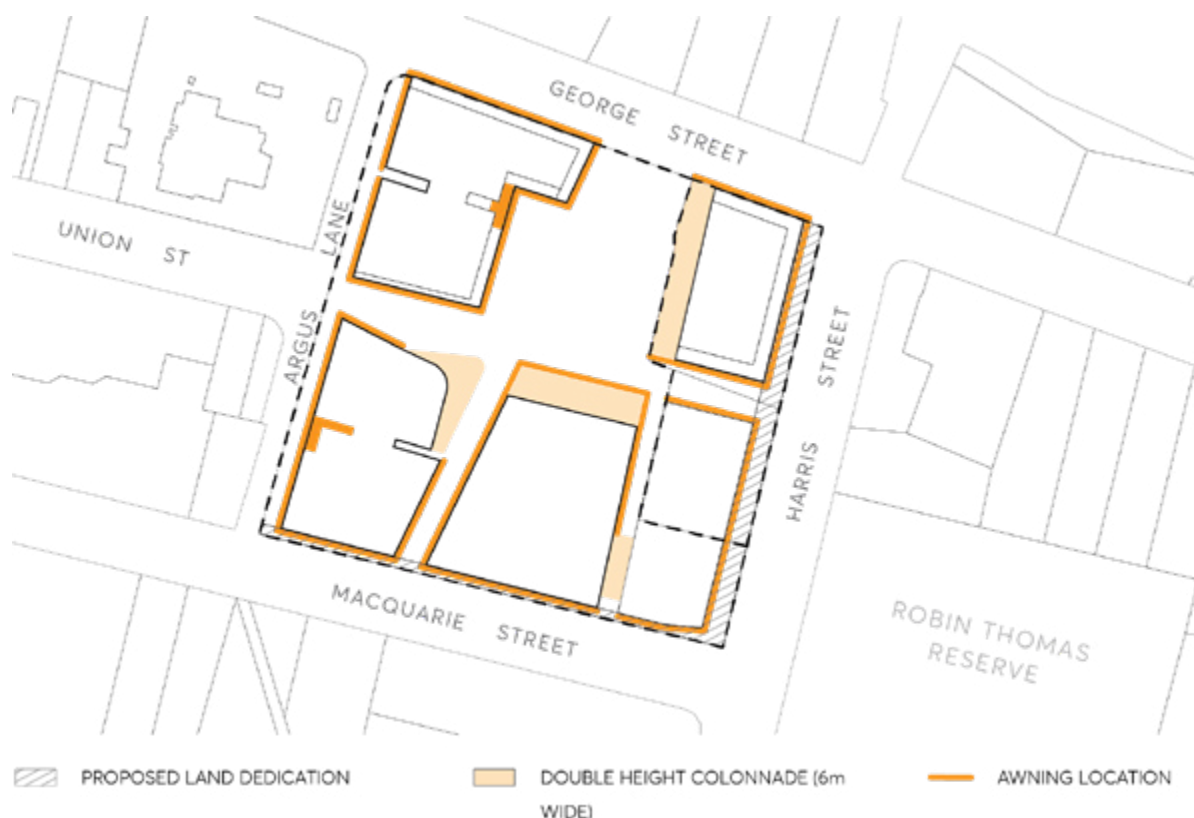 GEORGE STREET
UNION ST
ARGUS LANE
HARRIS STREET
MACQUARIE STREET
ROBIN THOMAS
RESERVE
PROPOSED LAND DEDICATION
DOUBLE HEIGHT COLONNADE (6m
WIDE)
AWNING LOCATION